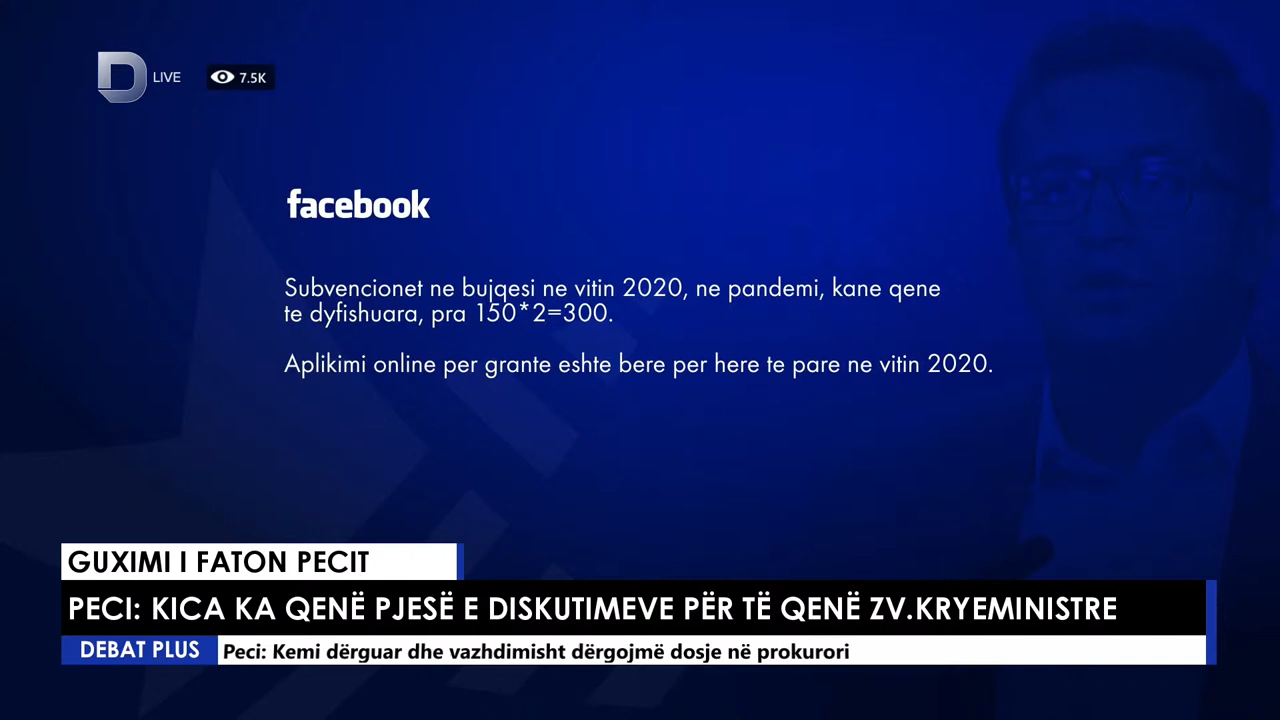 D LIVE 7.5K
facebook
Subvencionet ne bujqesi ne vitin 2020, ne pandemi, kane qene
te dyfishuara, pra 150*2=300.
Aplikimi online per grante eshte bere per here te pare ne vitin 2020.
GUXIMI I FATON PECIT
PECI: KICA KA QENË PJESË E DISKUTIMEVE PËR TË QENË ZV.KRYEMINISTRE
DEBAT PLUS Peci: Kemi dërguar dhe vazhdimisht dërgojmë dosje në prokurori